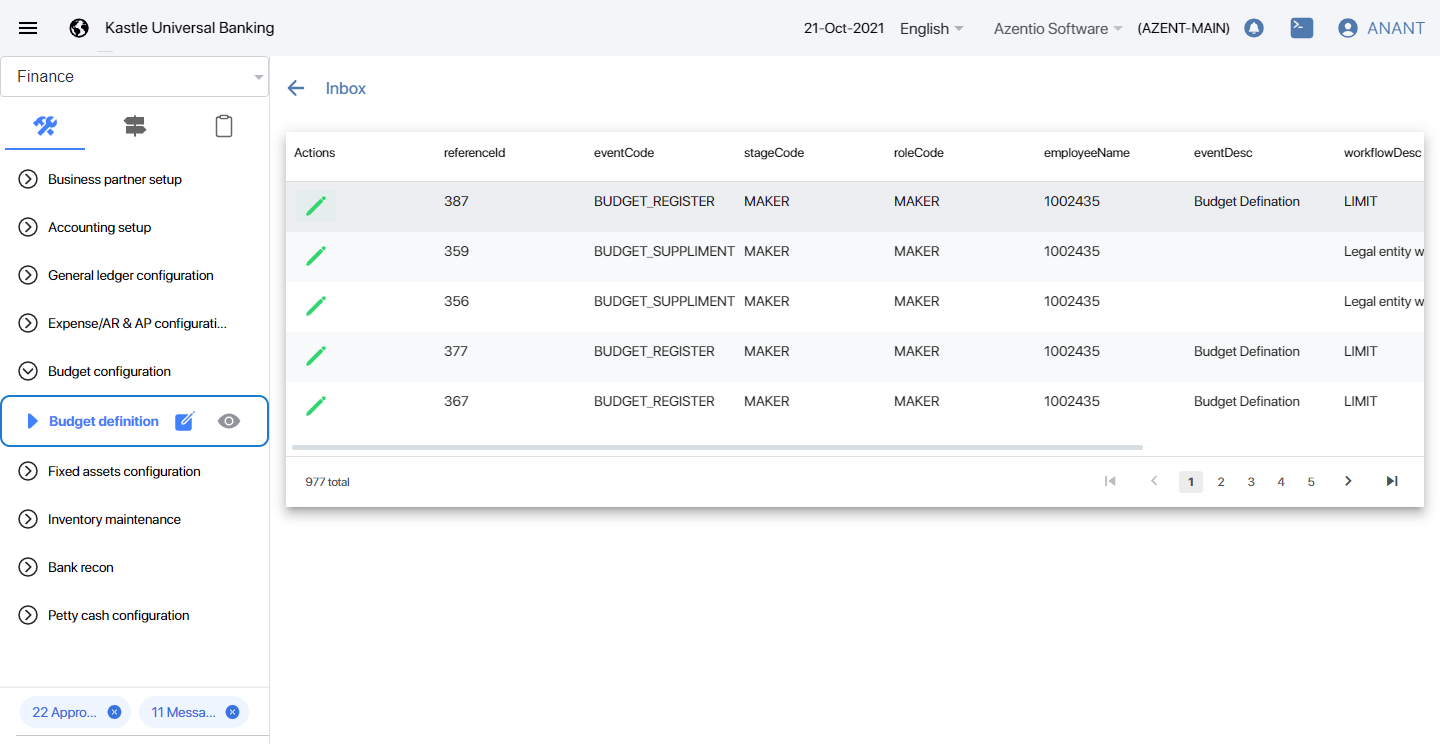 Kastle Universal Banking
21-Oct-2021 English Azentio Software (AZENT-MAIN) ANANT
Finance
Business partner setup
Accounting setup
General ledger configuration
Expense/AR & AP configurati...
Budget configuration
Budget definition
Fixed assets configuration
Inventory maintenance
Bank recon
Petty cash configuration
22 Appro...
11 Messa...
Inbox
Actions referenceId eventCode stageCode roleCode employeeName eventDesc workflowDesc
387 BUDGET_REGISTER MAKER MAKER 1002435 Budget Defination LIMIT
359 BUDGET_SUPPLIMENT MAKER MAKER 1002435 Legal entity w
356 BUDGET_SUPPLIMENT MAKER MAKER 1002435 Legal entity w
377 BUDGET_REGISTER MAKER MAKER 1002435 Budget Defination LIMIT
367 BUDGET_REGISTER MAKER MAKER 1002435 Budget Defination LIMIT
977 total
1 2 3 4 5